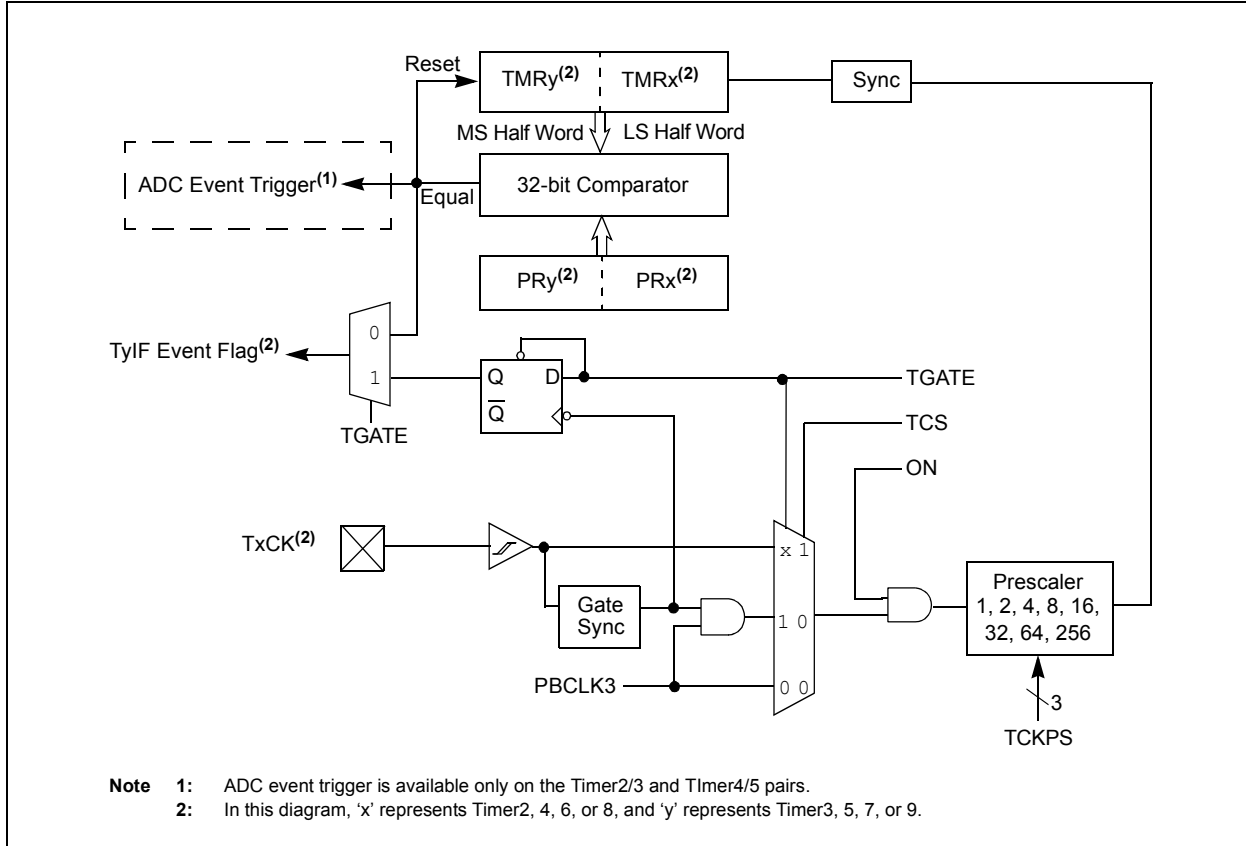 Reset
TMRy(2) TMRx(2)
Sync
MS Half Word LS Half Word
ADC Event Trigger(1)
Equal
32-bit Comparator
PRy(2) PRx(2)
0
TyIF Event Flag(2)
1
Q D
Q
TGATE
TGATE
TCS
ON
TxCK(2)
x 1
Gate
Sync
1 0
Prescaler
1, 2, 4, 8, 16,
32, 64, 256
PBCLK3
0 0
3
TCKPS
Note 1: ADC event trigger is available only on the Timer2/3 and TImer4/5 pairs.
2: In this diagram, ‘x’ represents Timer2, 4, 6, or 8, and ‘y’ represents Timer3, 5, 7, or 9.